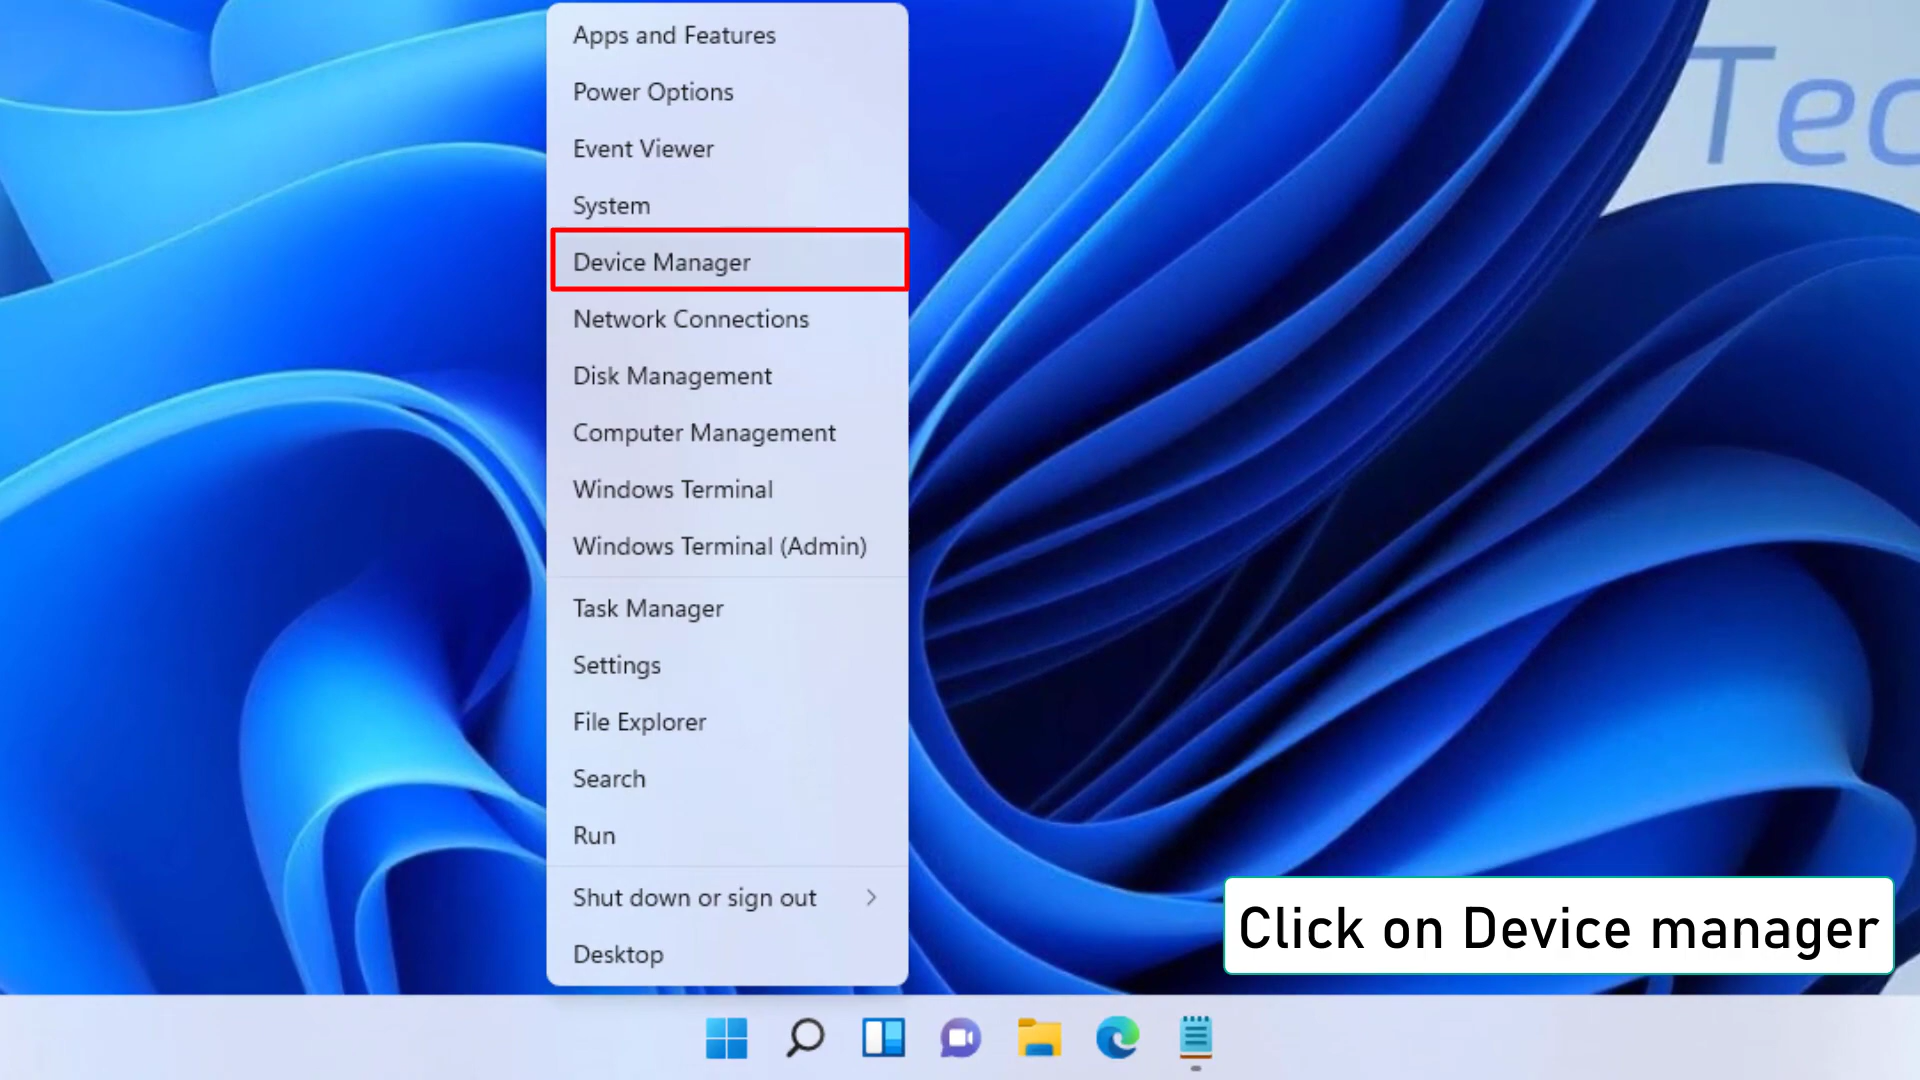 Apps and Features
Power Options
Event Viewer
System
Device Manager
Network Connections
Disk Management
Computer Management
Windows Terminal
Windows Terminal (Admin)
Task Manager
Settings
File Explorer
Search
Run
Shut down or sign out
Desktop
Tec
Click on Device manager